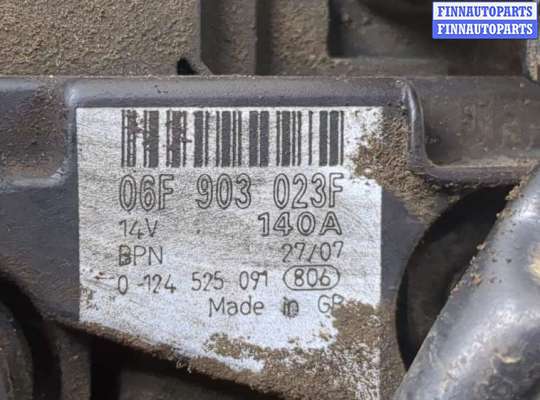 FINNAUTOPARTS
FINNAUTOPARTS
06F 903 023F
14V 140A
BPN 27/07
0-124 525 091 806
Made in GB